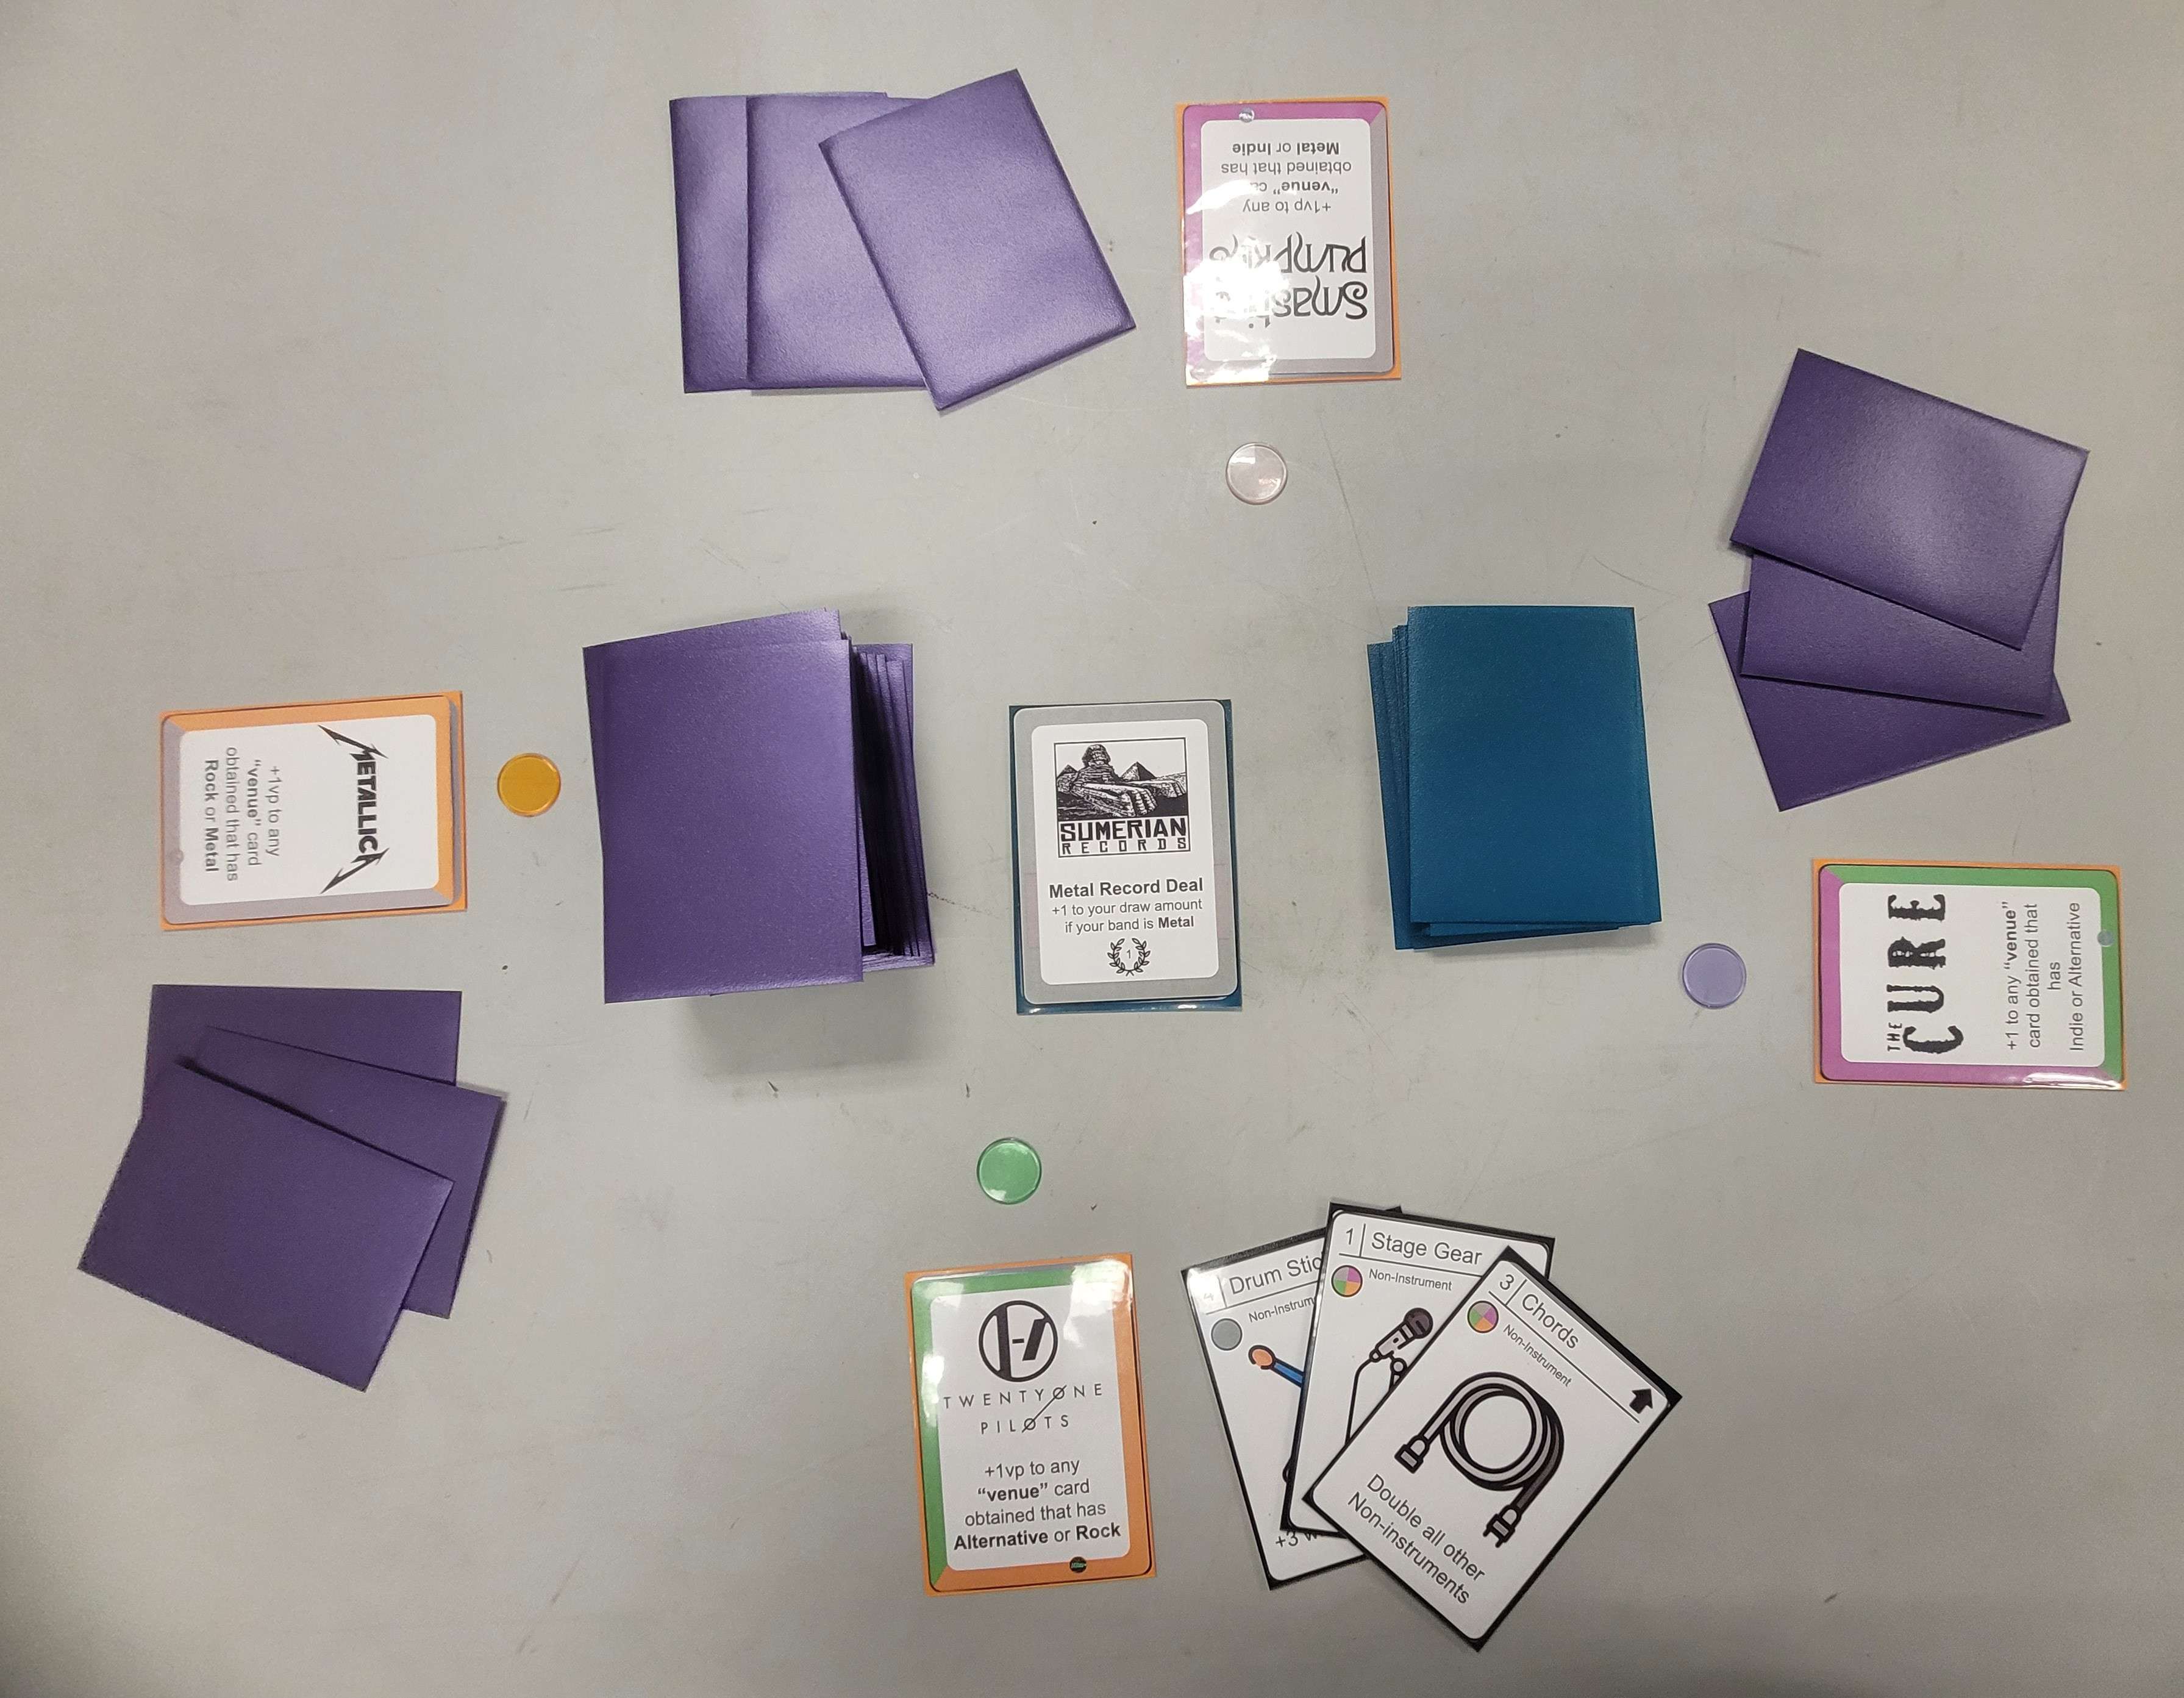 Smashing
pumpkins
+1vp to any
"venue"
obtained that has
Metal or Indie
METALLICA
+1vp to any
"venue" card
obtained that has
Rock or Metal
SUMERIAN
RECORDS
Metal Record Deal
+1 to your draw amount
if your band is Metal
1
THE
CURE
+1 to any "venue"
card obtained that
has
Indie or Alternative
TWENTY ØNE
PILØTS
+1vp to any
“venue” card
obtained that has
Alternative or Rock
4 Drum Stic
Non-Instrum
+3 w
1 Stage Gear
Non-Instrument
3 Chords
Non-Instrument
Double all other
Non-instruments